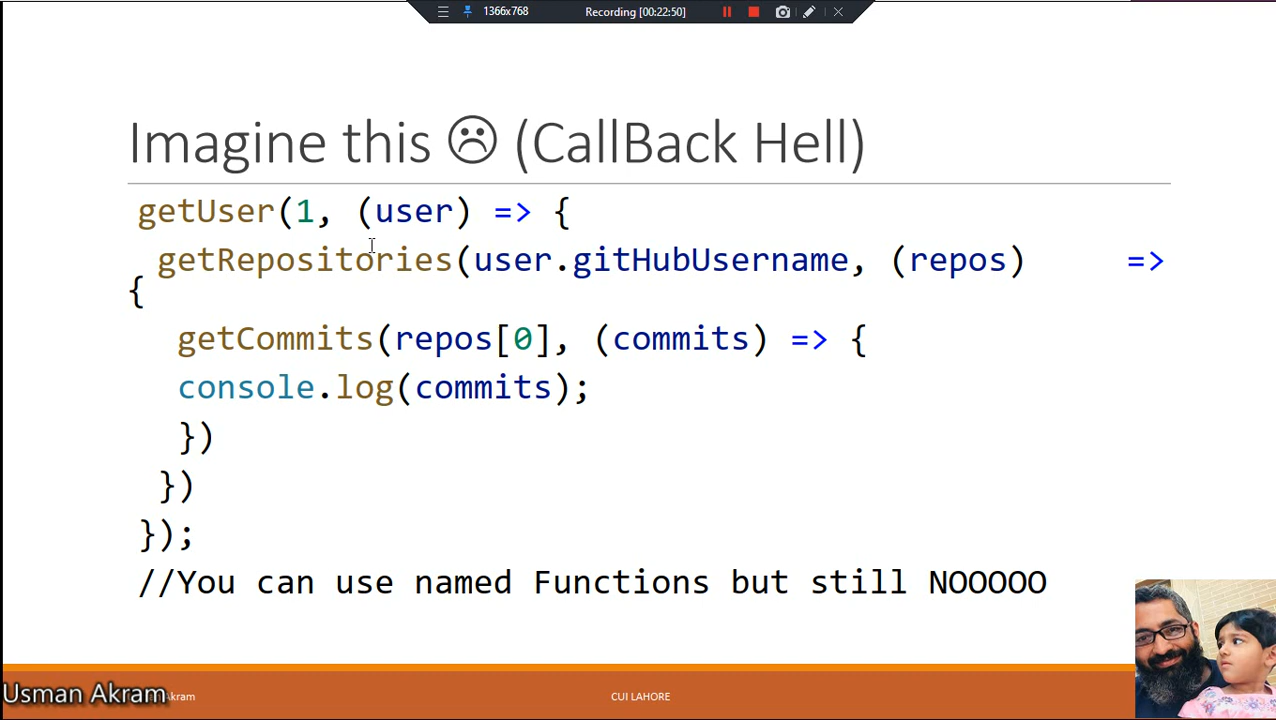 1366x768 Recording [00:22:50]
Imagine this ☹ (CallBack Hell)
getUser(1, (user) => {
getRepositories(user.gitHubUsername, (repos) =>
{
getCommits(repos[0], (commits) => {
console.log(commits);
})
})
});
//You can use named Functions but still NOOOOO
Usman Akram
Akram
CUI LAHORE